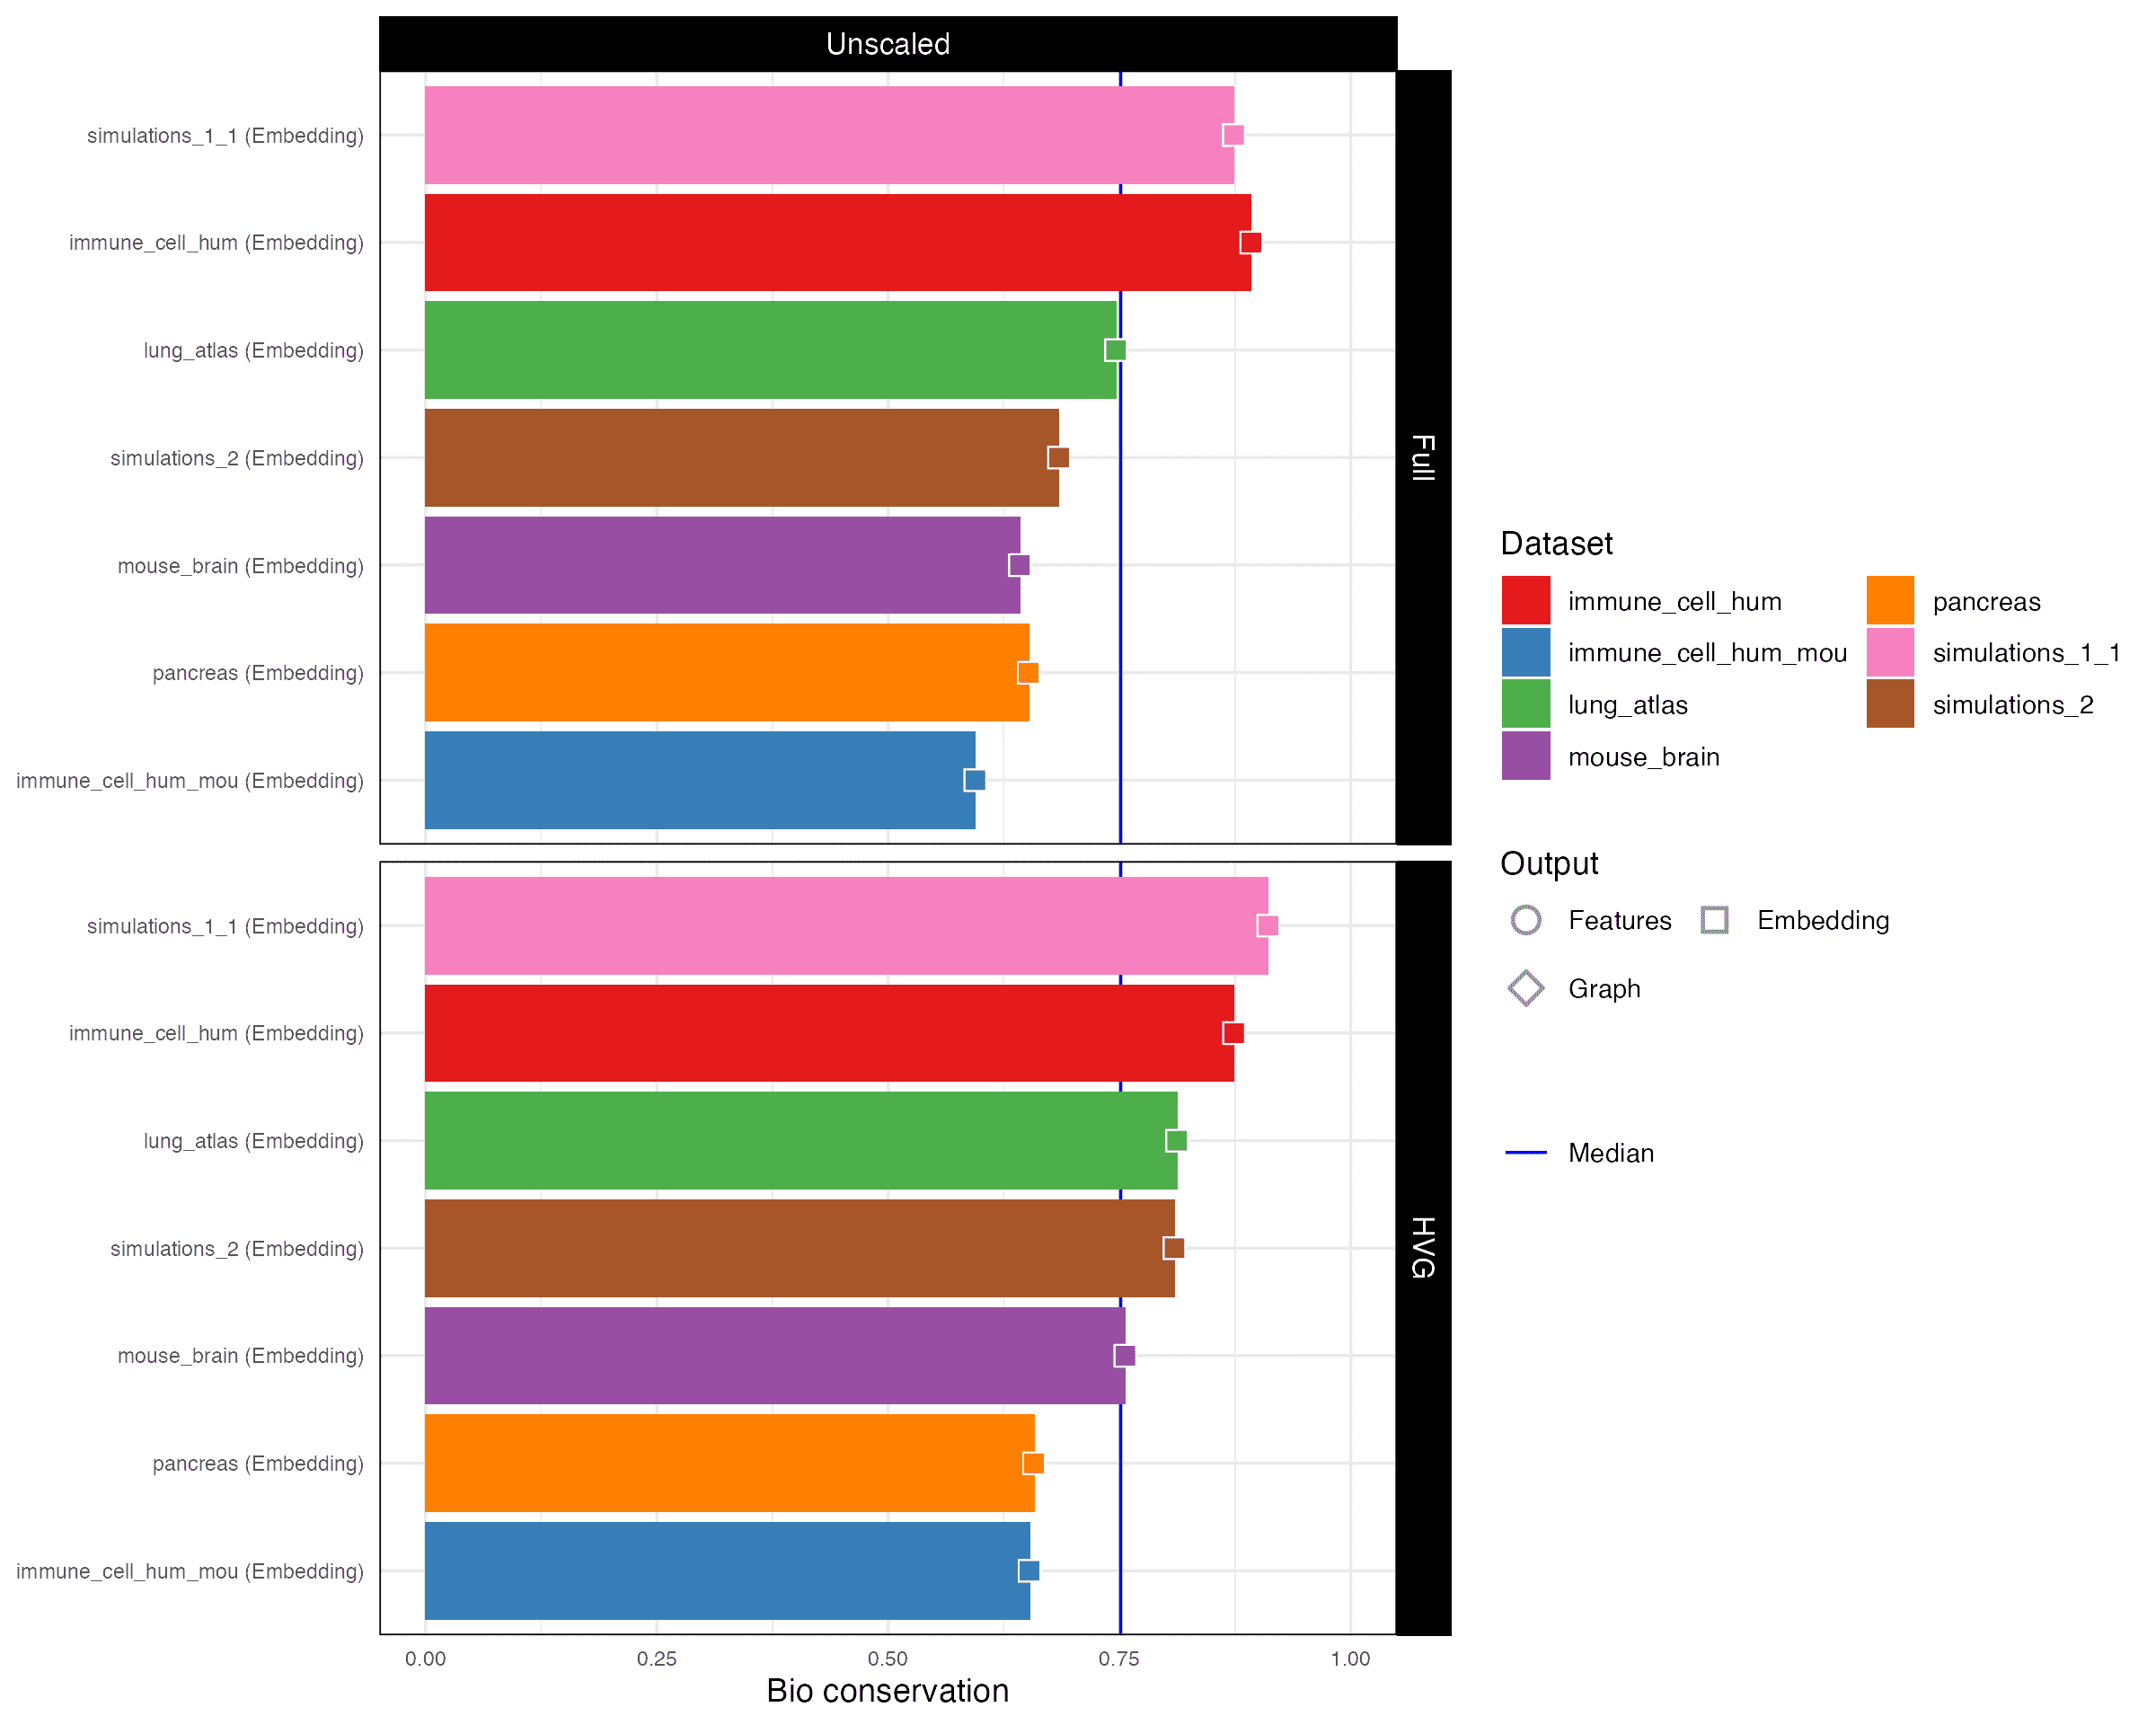 Unscaled
simulations_1_1 (Embedding)
immune_cell_hum (Embedding)
lung_atlas (Embedding)
simulations_2 (Embedding)
mouse_brain (Embedding)
pancreas (Embedding)
immune_cell_hum_mou (Embedding)
Full
simulations_1_1 (Embedding)
immune_cell_hum (Embedding)
lung_atlas (Embedding)
simulations_2 (Embedding)
mouse_brain (Embedding)
pancreas (Embedding)
immune_cell_hum_mou (Embedding)
HVG
0.00 0.25 0.50 0.75 1.00
Bio conservation
Dataset
immune_cell_hum pancreas
immune_cell_hum_mou simulations_1_1
lung_atlas simulations_2
mouse_brain
Output
Features Embedding
Graph
Median